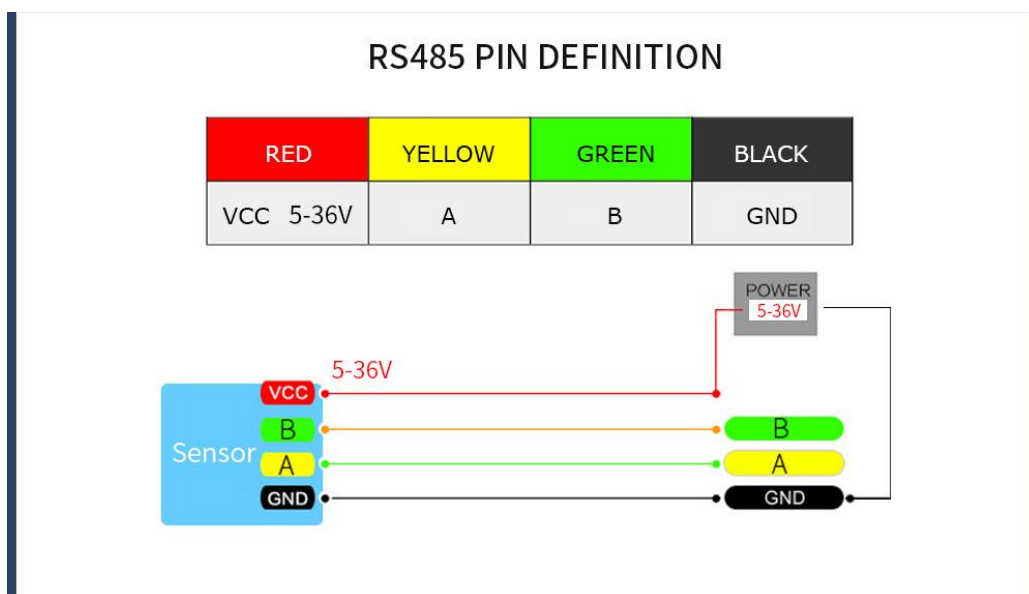 RS485 PIN DEFINITION
RED YELLOW GREEN BLACK
VCC 5-36V A B GND
POWER
5-36V
5-36V
VCC
B B
Sensor
A A
GND GND